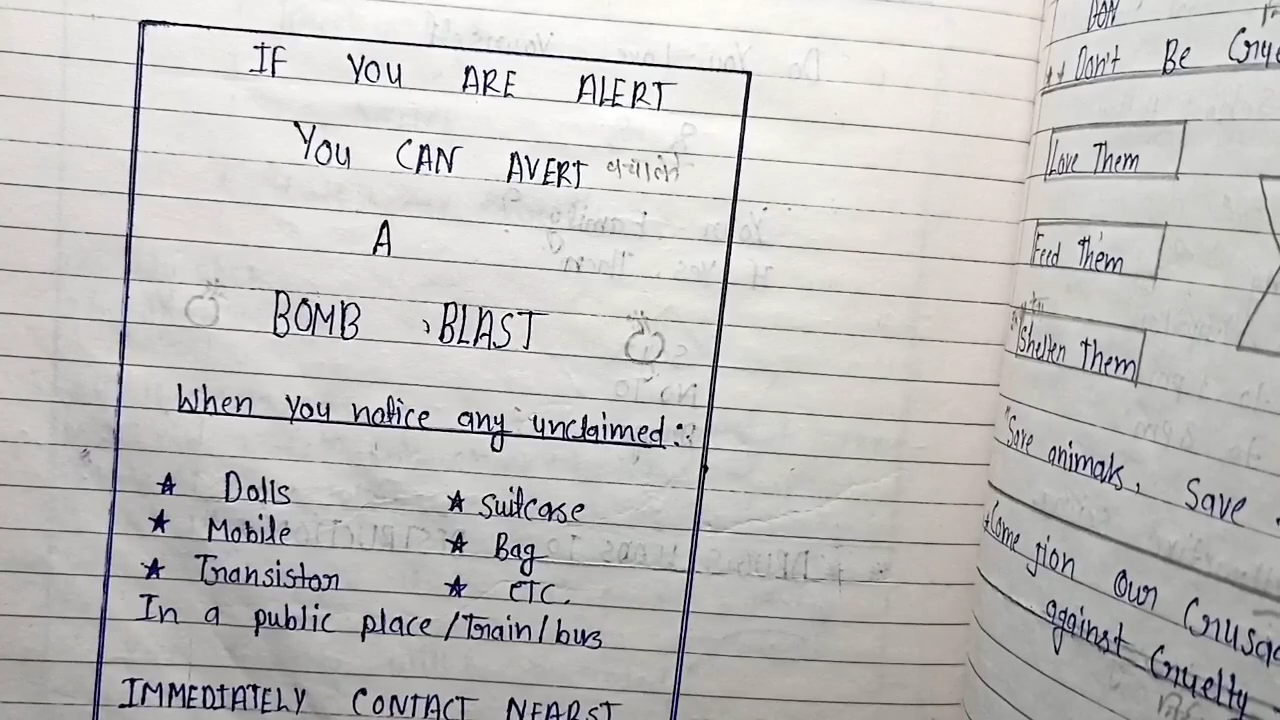 IF YOU ARE ALERT
YOU CAN AVERT
A
BOMB BLAST
When you notice any unclaimed:-
★ Dolls
★ Suitcase
★ Mobile
★ Bag
★ Transistor
★ ETC.
In a public place/Train/bus
IMMEDIATELY CONTACT NEARST
DON
Don't Be
Love Them
Feed Them
Shelter Them
"Save animals, Save
Come jion Our
against Cruelty